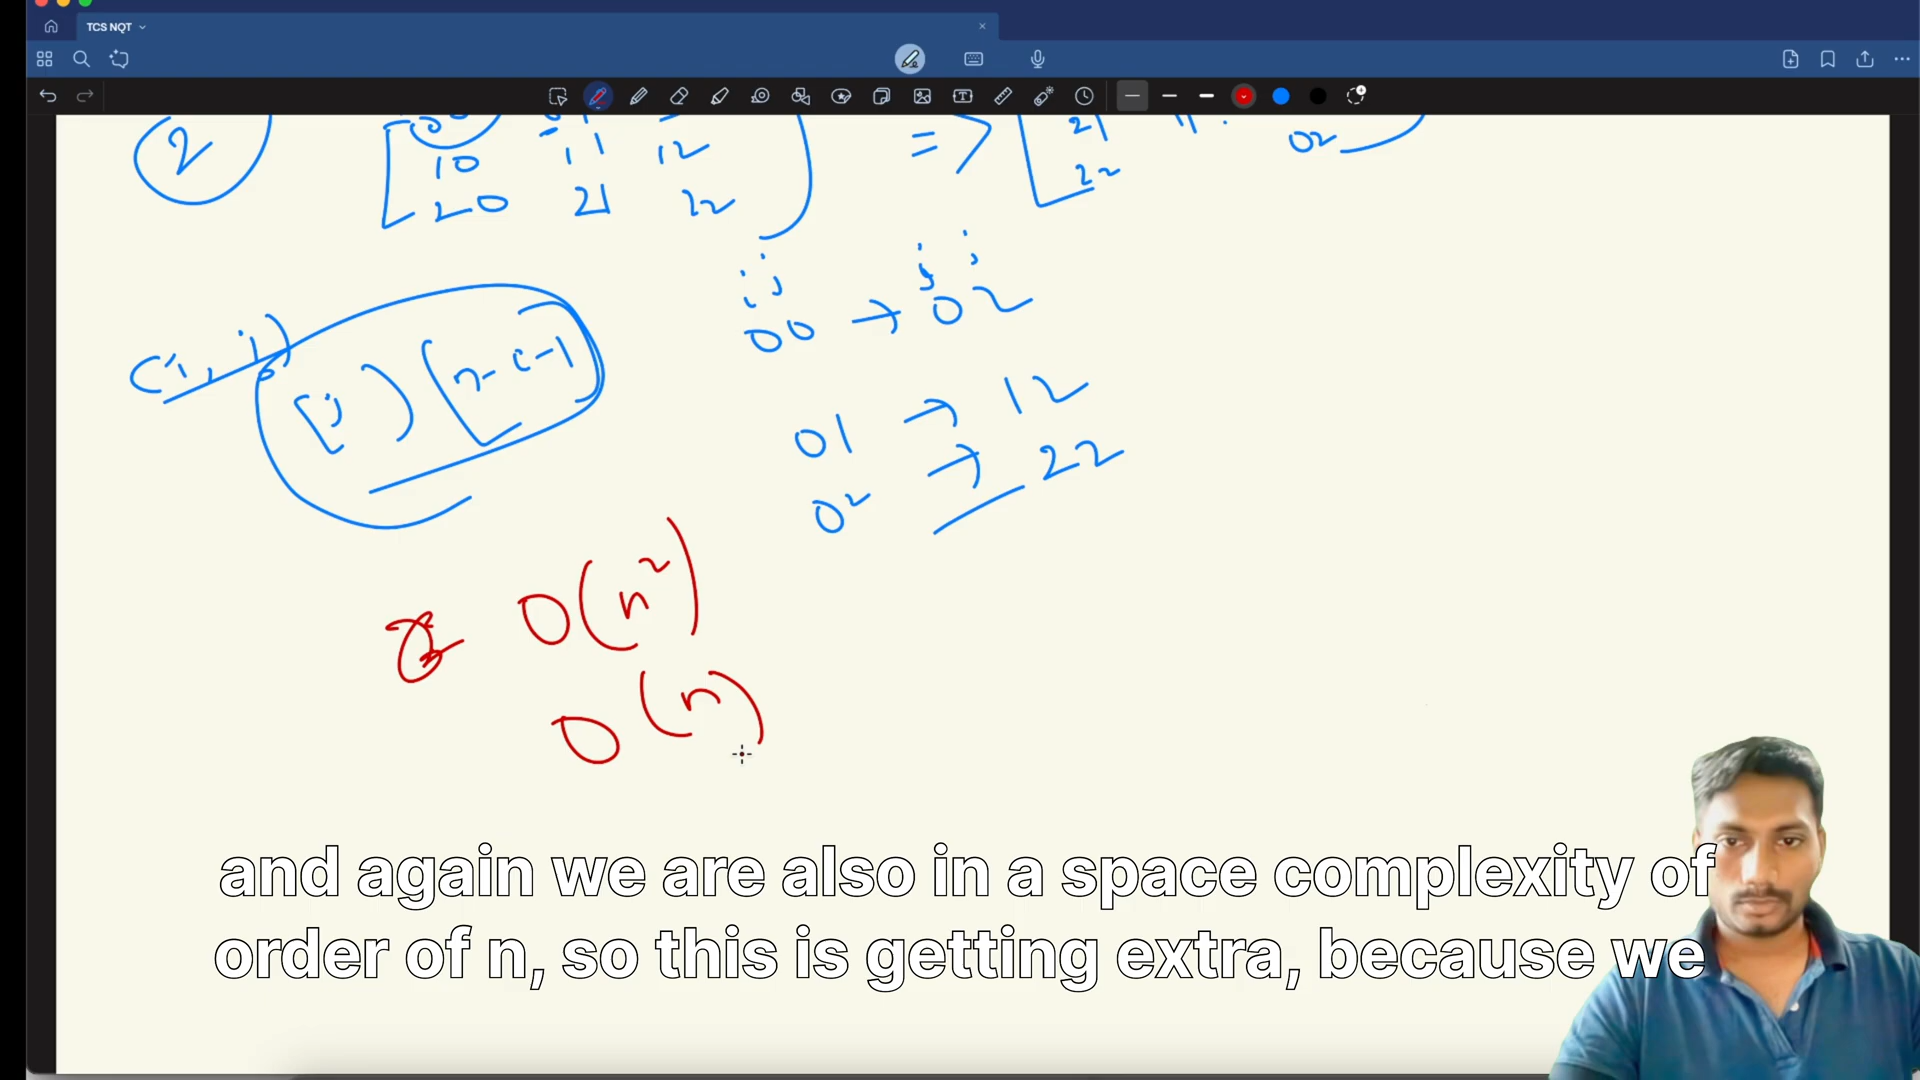 TCS NQT
2
10 11 12
20 21 22
=> 21
02
22
i j j
00 → 02
(i, j)
[j] [n-i-1]
01 → 12
02 → 22
O(n²)
O(n)
and again we are also in a space complexity of
order of n, so this is getting extra, because we